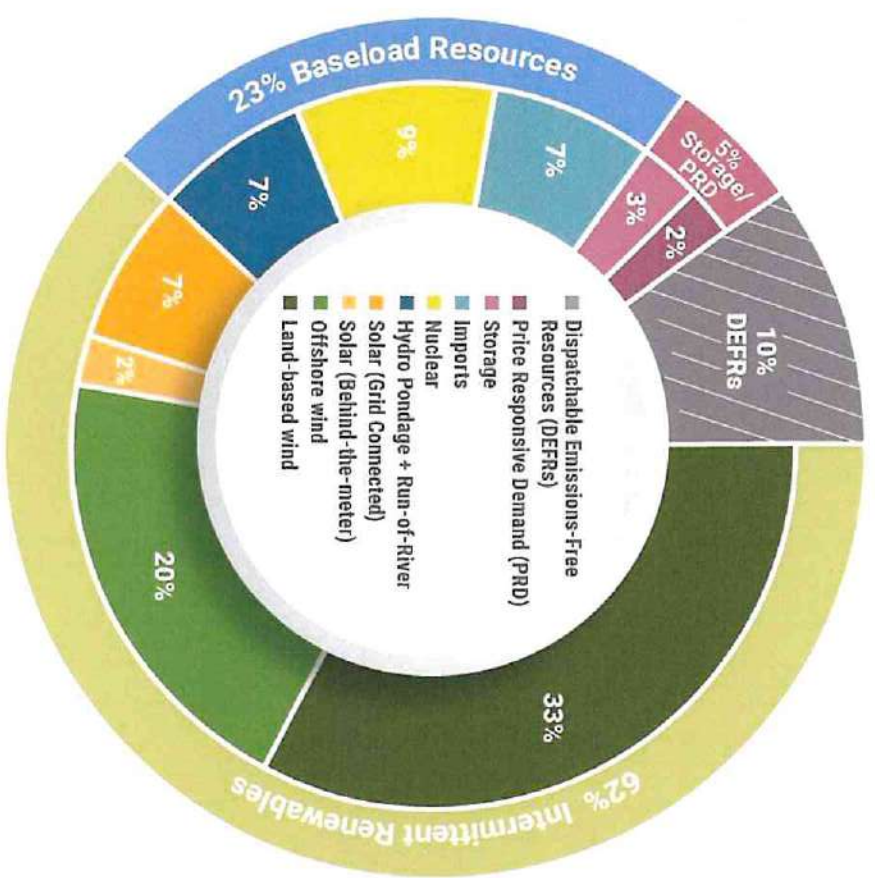 23% Baseload Resources
5%
Storage/
PRD
10%
DEFRs
62% Intermittent Renewables
7%
9%
7%
3%
2%
7%
2%
20%
33%
Dispatchable Emissions-Free
Resources (DEFRs)
Price Responsive Demand (PRD)
Storage
Imports
Nuclear
Hydro Pondage + Run-of-River
Solar (Grid Connected)
Solar (Behind-the-meter)
Offshore wind
Land-based wind